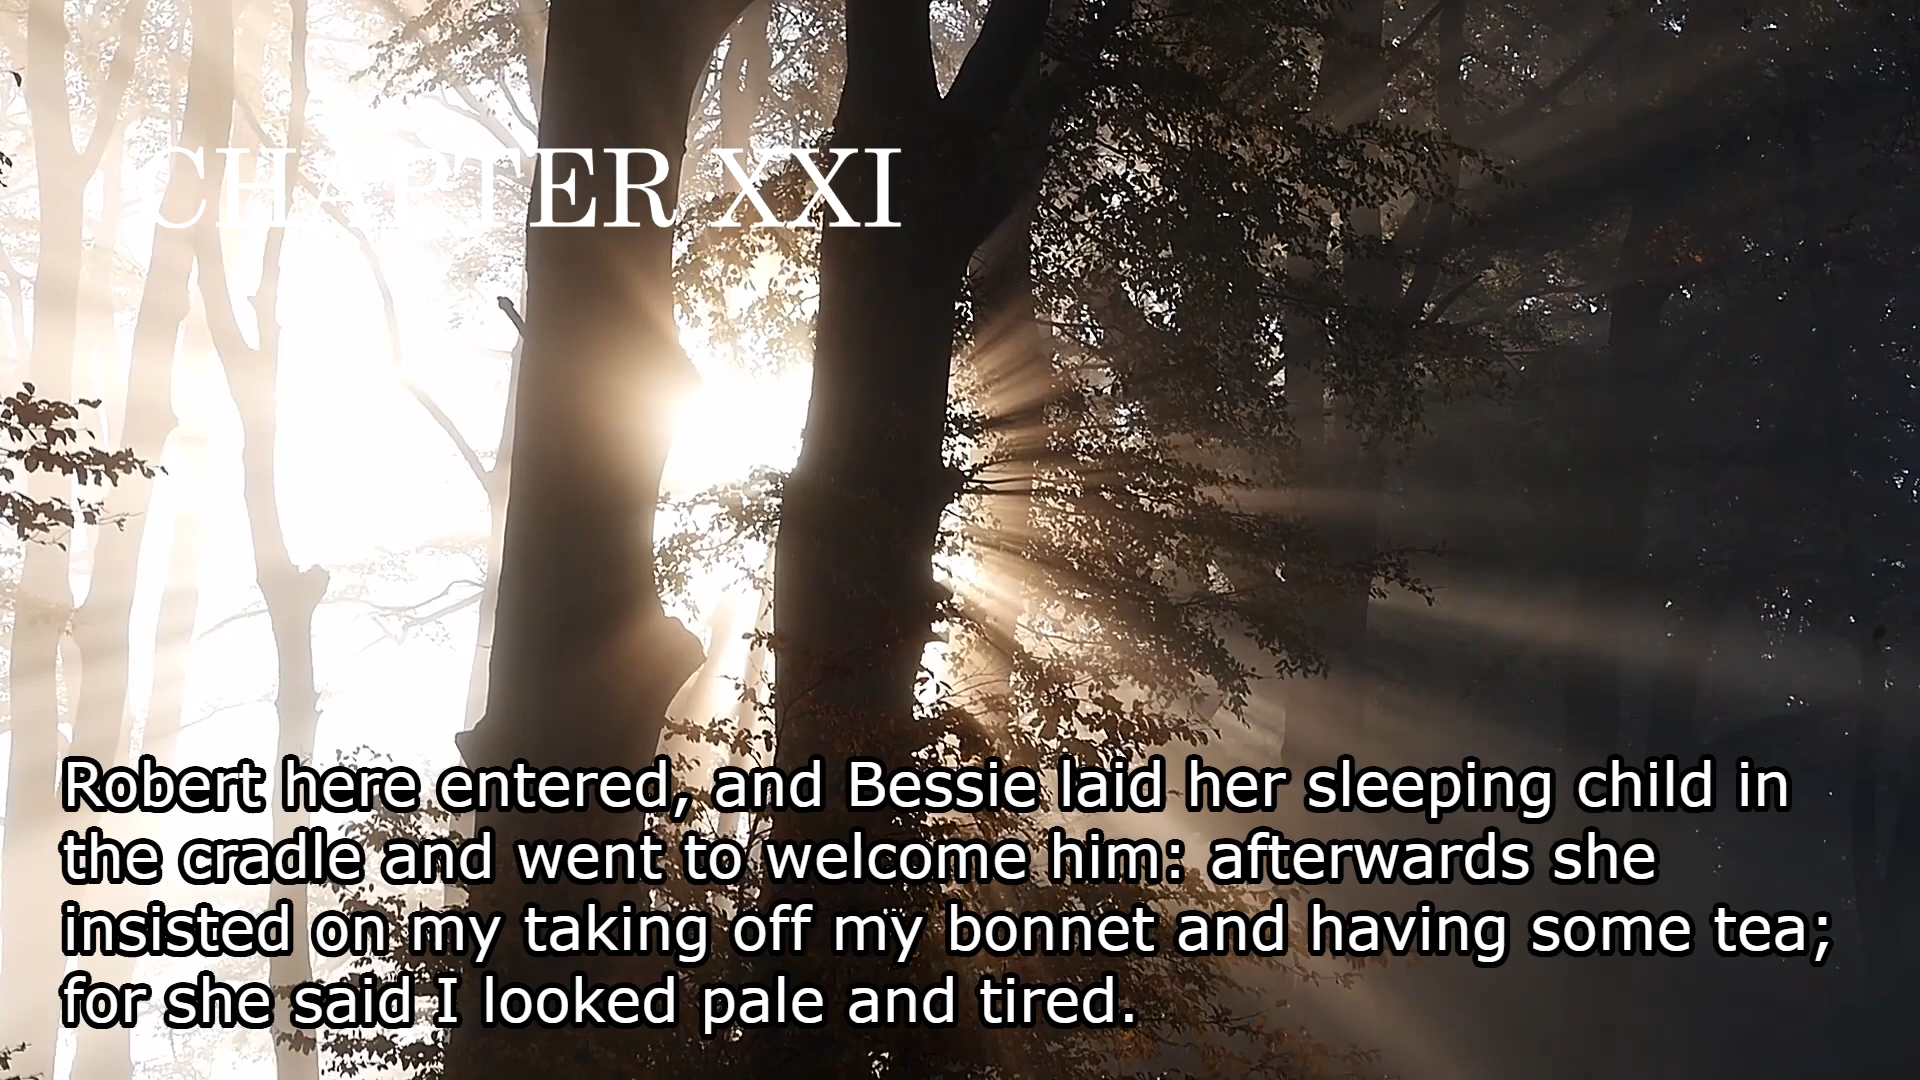 CHAPTER XXI
Robert here entered, and Bessie laid her sleeping child in
the cradle and went to welcome him: afterwards she
insisted on my taking off my bonnet and having some tea;
for she said I looked pale and tired.